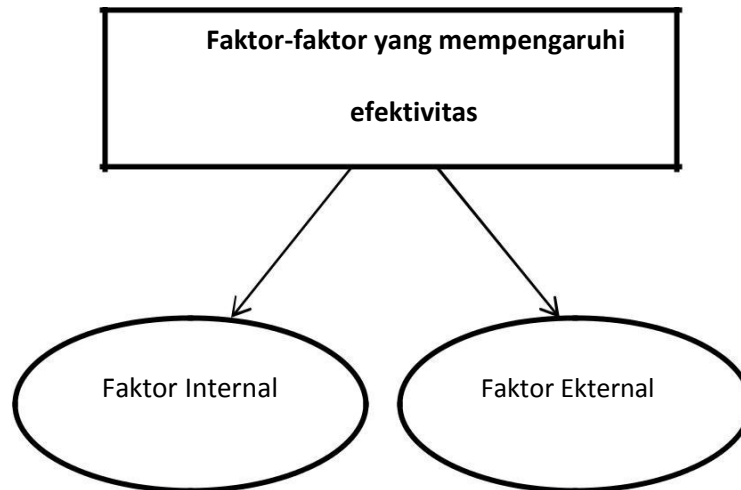 Faktor-faktor yang mempengaruhi
efektivitas
Faktor Internal
Faktor Ekternal